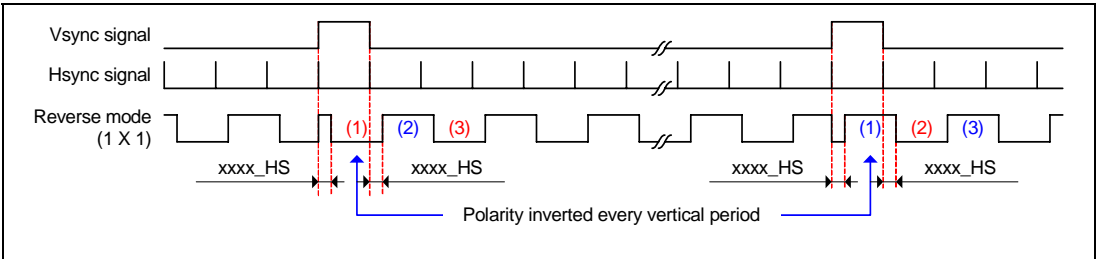 Vsync signal
Hsync signal
Reverse mode
(1 X 1)
(1) (2) (3) (1) (2) (3)
xxxx_HS xxxx_HS xxxx_HS xxxx_HS
Polarity inverted every vertical period